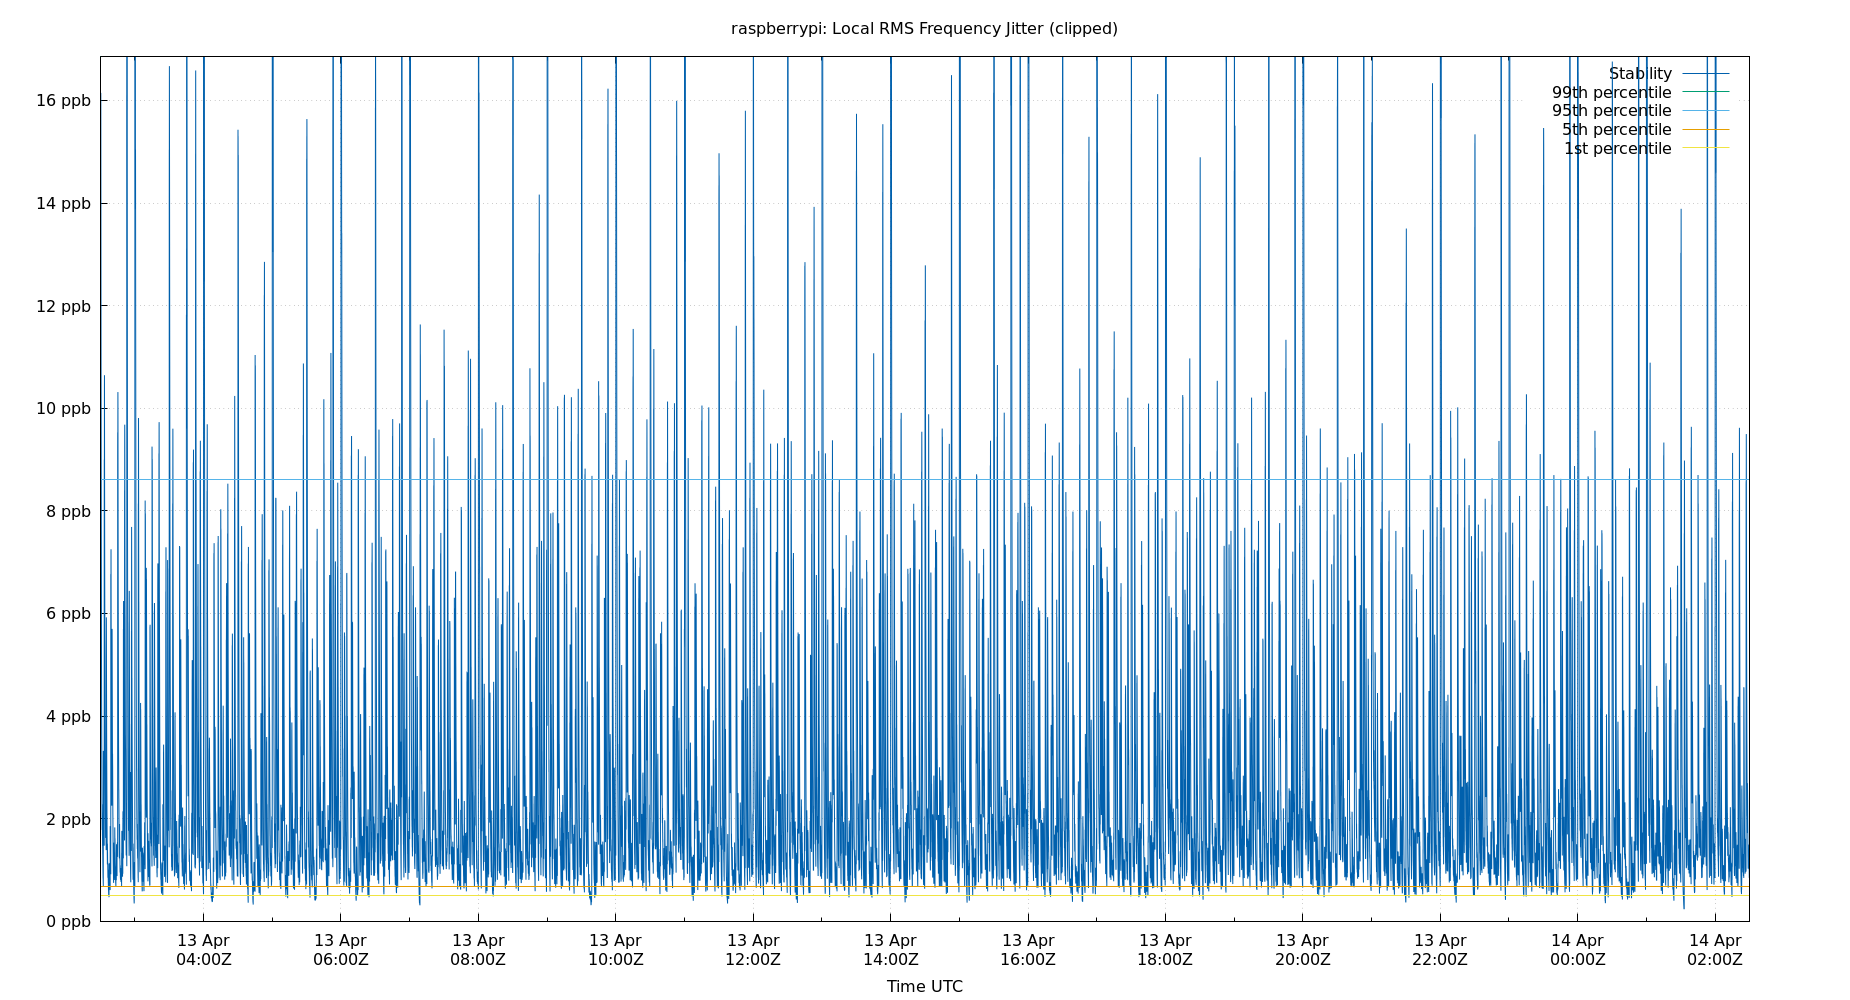 raspberrypi: Local RMS Frequency Jitter (clipped)
Stability
99th percentile
95th percentile
5th percentile
1st percentile
16 ppb
14 ppb
12 ppb
10 ppb
8 ppb
6 ppb
4 ppb
2 ppb
0 ppb
13 Apr 13 Apr 13 Apr 13 Apr 13 Apr 13 Apr 13 Apr 13 Apr 13 Apr 13 Apr 14 Apr 14 Apr
04:00Z 06:00Z 08:00Z 10:00Z 12:00Z 14:00Z 16:00Z 18:00Z 20:00Z 22:00Z 00:00Z 02:00Z
Time UTC